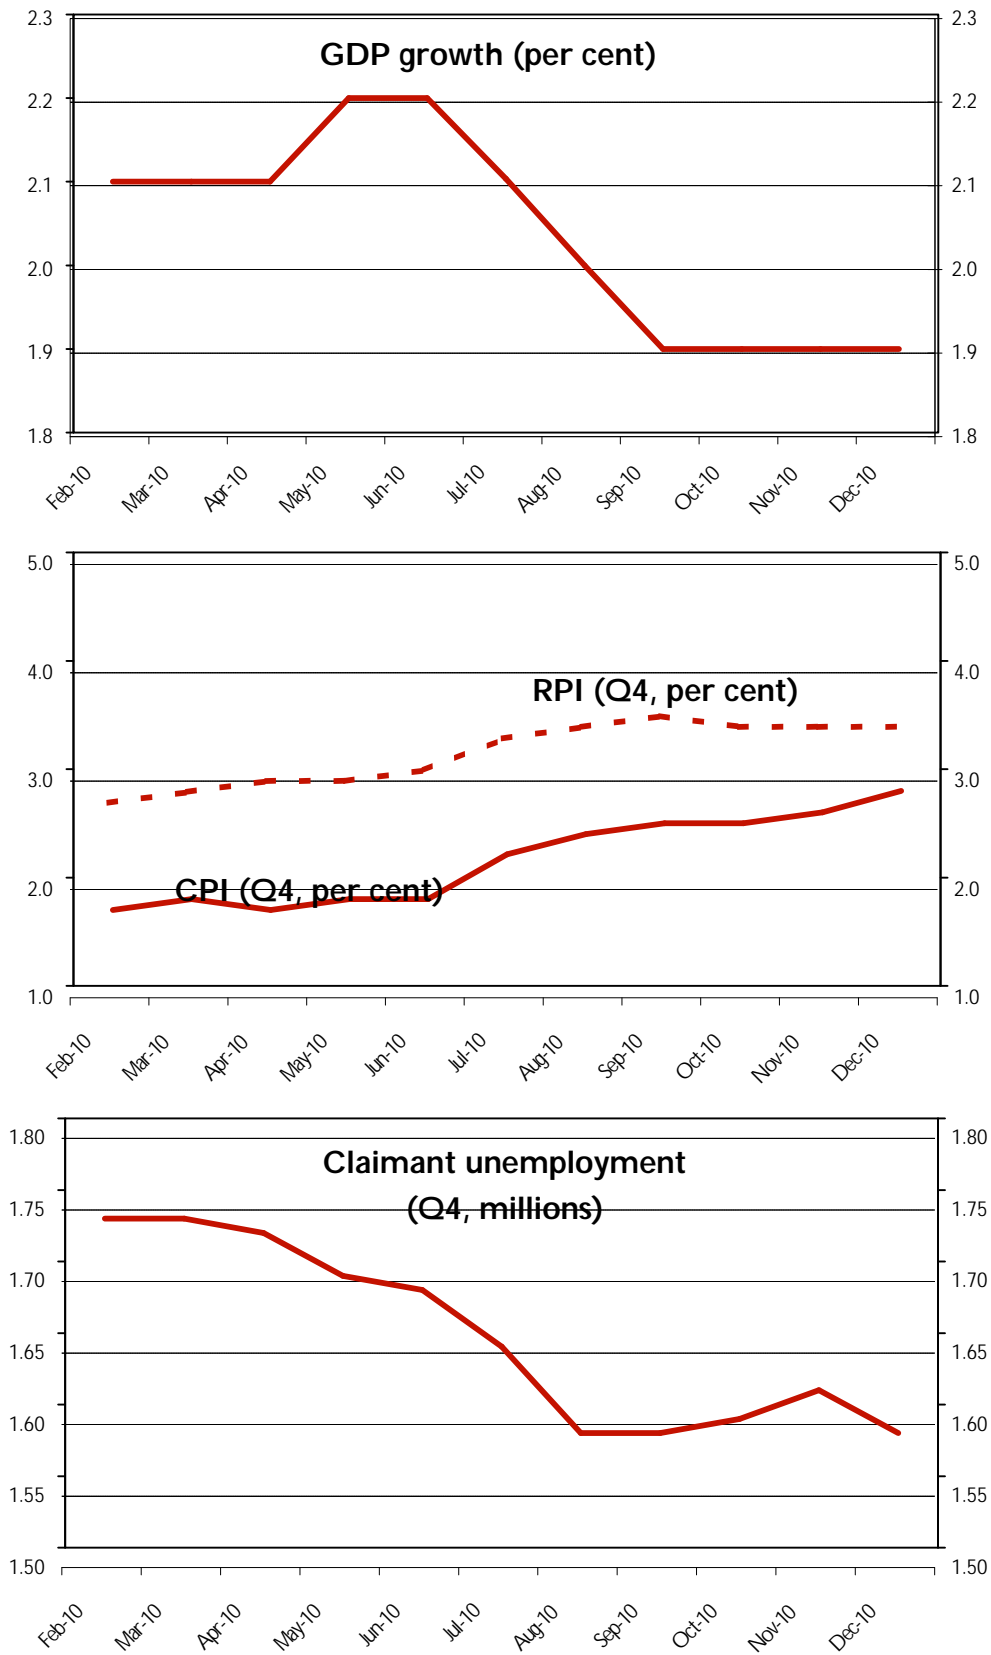 2.3 2.3
GDP growth (per cent)
2.2 2.2
2.1 2.1
2.0 2.0
1.9 1.9
1.8 1.8
Feb-10 Mar-10 Apr-10 May-10 Jun-10 Jul-10 Aug-10 Sep-10 Oct-10 Nov-10 Dec-10
5.0 5.0
4.0 4.0
RPI (Q4, per cent)
3.0 3.0
CPI (Q4, per cent)
2.0 2.0
1.0 1.0
Feb-10 Mar-10 Apr-10 May-10 Jun-10 Jul-10 Aug-10 Sep-10 Oct-10 Nov-10 Dec-10
1.80 1.80
Claimant unemployment
(Q4, millions)
1.75 1.75
1.70 1.70
1.65 1.65
1.60 1.60
1.55 1.55
1.50 1.50
Feb-10 Mar-10 Apr-10 May-10 Jun-10 Jul-10 Aug-10 Sep-10 Oct-10 Nov-10 Dec-10